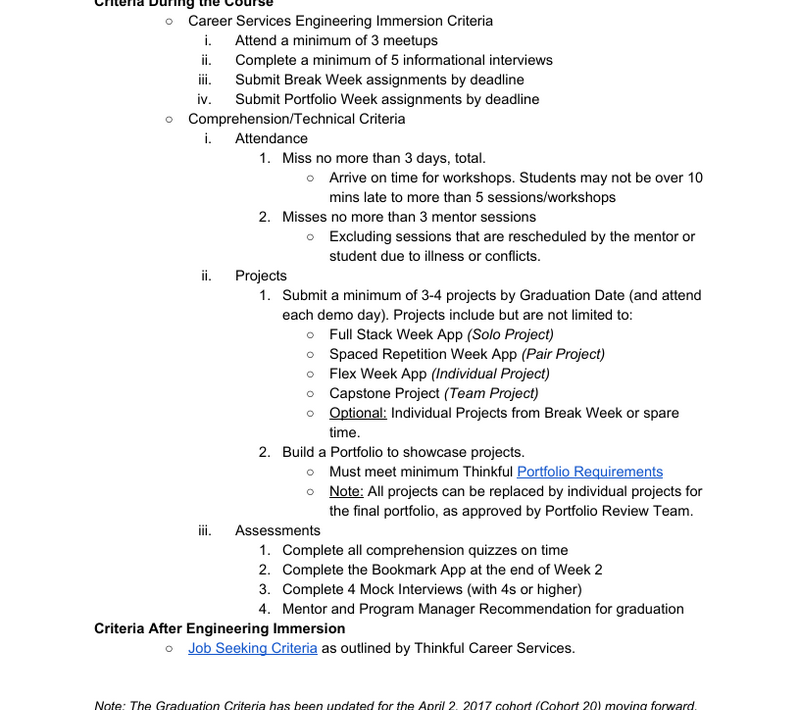 Criteria During the Course
○ Career Services Engineering Immersion Criteria
i. Attend a minimum of 3 meetups
ii. Complete a minimum of 5 informational interviews
iii. Submit Break Week assignments by deadline
iv. Submit Portfolio Week assignments by deadline
○ Comprehension/Technical Criteria
i. Attendance
1. Miss no more than 3 days, total.
○ Arrive on time for workshops. Students may not be over 10
mins late to more than 5 sessions/workshops
2. Misses no more than 3 mentor sessions
○ Excluding sessions that are rescheduled by the mentor or
student due to illness or conflicts.
ii. Projects
1. Submit a minimum of 3-4 projects by Graduation Date (and attend
each demo day). Projects include but are not limited to:
○ Full Stack Week App (Solo Project)
○ Spaced Repetition Week App (Pair Project)
○ Flex Week App (Individual Project)
○ Capstone Project (Team Project)
○ Optional: Individual Projects from Break Week or spare
time.
2. Build a Portfolio to showcase projects.
○ Must meet minimum Thinkful Portfolio Requirements
○ Note: All projects can be replaced by individual projects for
the final portfolio, as approved by Portfolio Review Team.
iii. Assessments
1. Complete all comprehension quizzes on time
2. Complete the Bookmark App at the end of Week 2
3. Complete 4 Mock Interviews (with 4s or higher)
4. Mentor and Program Manager Recommendation for graduation
Criteria After Engineering Immersion
○ Job Seeking Criteria as outlined by Thinkful Career Services.
Note: The Graduation Criteria has been updated for the April 2, 2017 cohort (Cohort 20) moving forward.